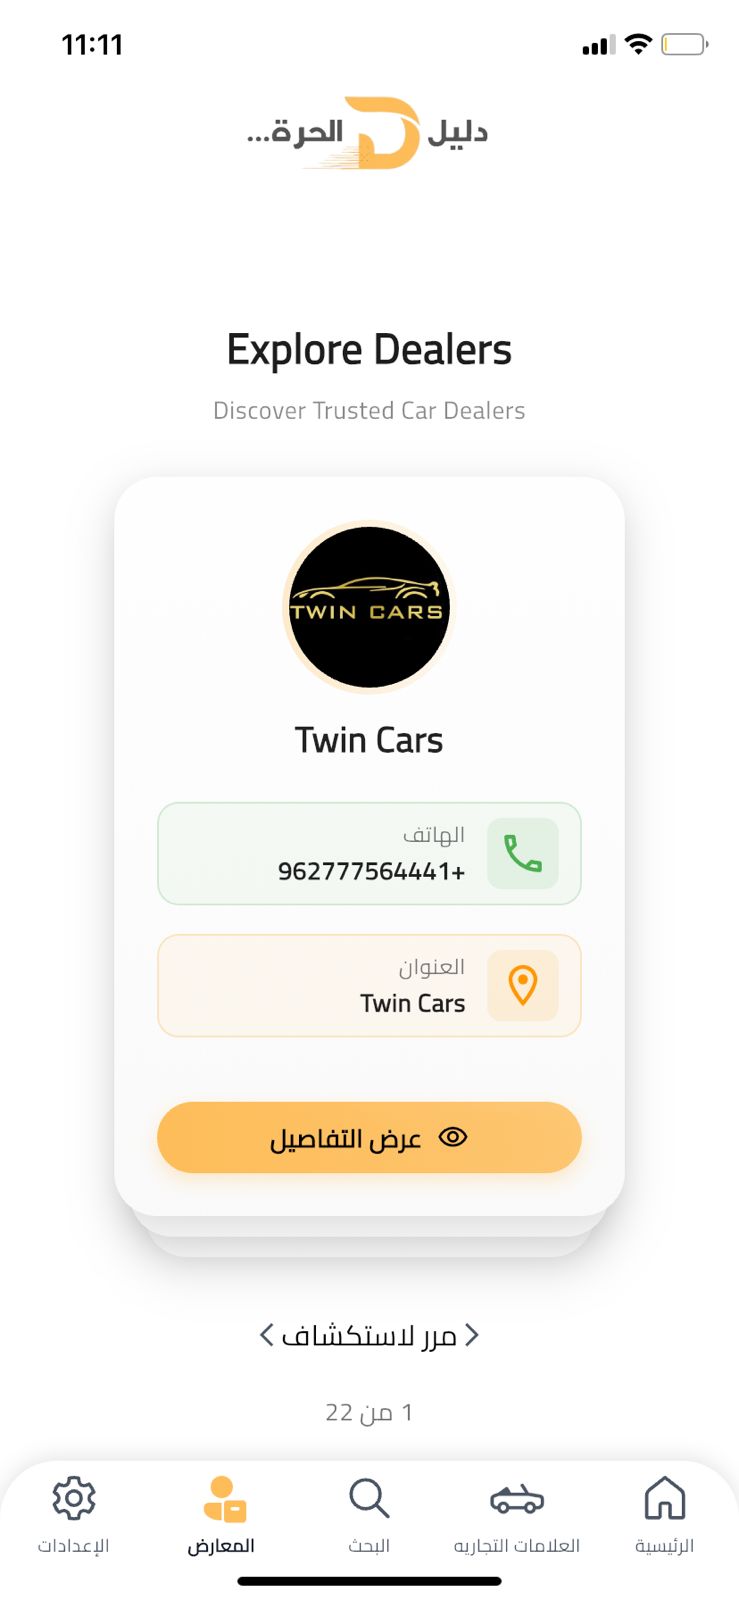 11:11
دليل الحرة...
Explore Dealers
Discover Trusted Car Dealers
TWIN CARS
Twin Cars
الهاتف
962777564441+
العنوان
Twin Cars
عرض التفاصيل
مرر لاستكشاف
1 من 22
الرئيسية
العلامات التجاريه
البحث
المعارض
الإعدادات